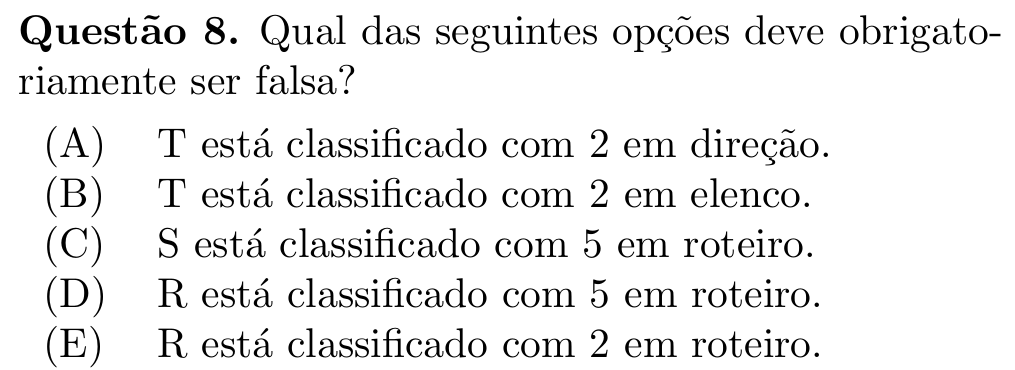 Questão 8. Qual das seguintes opções deve obrigato-
riamente ser falsa?
(A) T está classificado com 2 em direção.
(B) T está classificado com 2 em elenco.
(C) S está classificado com 5 em roteiro.
(D) R está classificado com 5 em roteiro.
(E) R está classificado com 2 em roteiro.